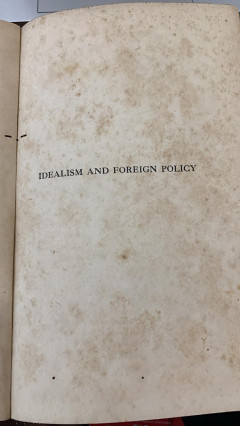 IDEALISM AND FOREIGN POLICY